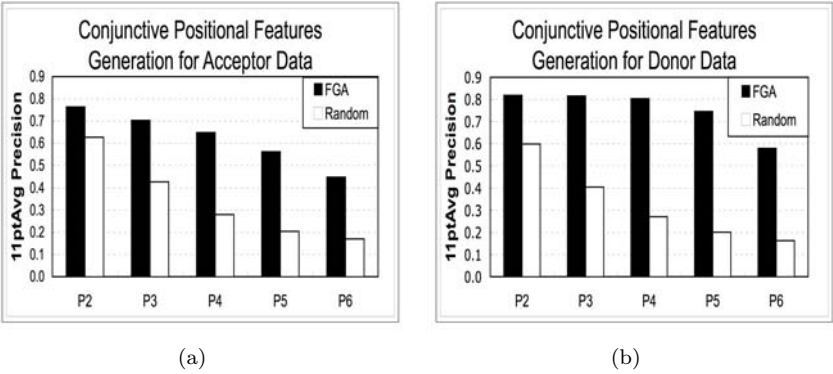 Conjunctive Positional Features
Generation for Acceptor Data
11ptAvg Precision
0.9
0.8
0.7
0.6
0.5
0.4
0.3
0.2
0.1
0.0
FGA
Random
P2 P3 P4 P5 P6
(a)
Conjunctive Positional Features
Generation for Donor Data
11ptAvg Precision
0.9
0.8
0.7
0.6
0.5
0.4
0.3
0.2
0.1
0.0
FGA
Random
P2 P3 P4 P5 P6
(b)